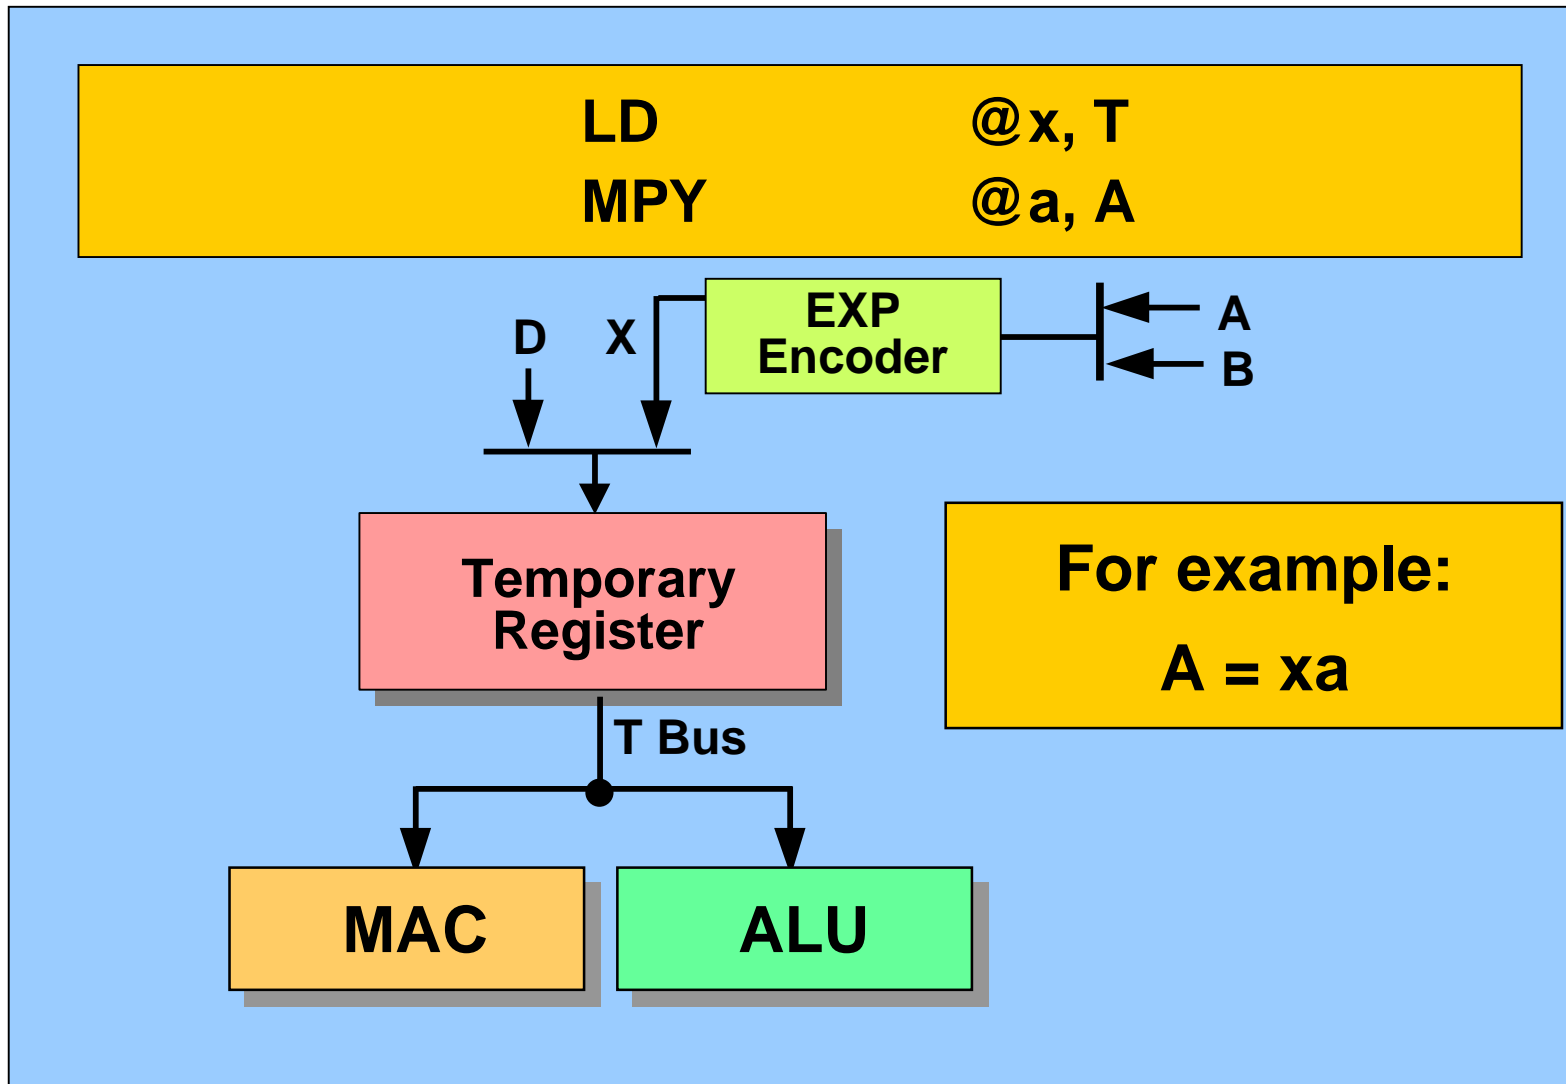 LD @x, T
MPY @a, A
EXP
Encoder
A
B
D
X
Temporary
Register
For example:
A = xa
T Bus
MAC
ALU